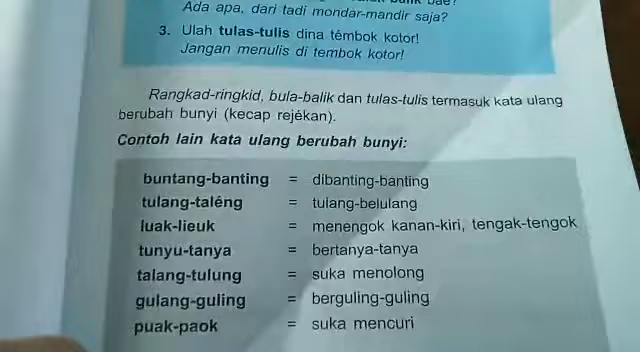 Ada apa, dari tadi mondar-mandir saja?
3. Ulah tulas-tulis dina témbok kotor!
Jangan menulis di tembok kotor!
Rangkad-ringkid, bula-balik dan tulas-tulis termasuk kata ulang
berubah bunyi (kecap rejékan).
Contoh lain kata ulang berubah bunyi:
buntang-banting = dibanting-banting
tulang-taléng = tulang-belulang
luak-lieuk = menengok kanan-kiri, tengak-tengok
tunyu-tanya = bertanya-tanya
talang-tulung = suka menolong
gulang-guling = berguling-guling
puak-paok = suka mencuri